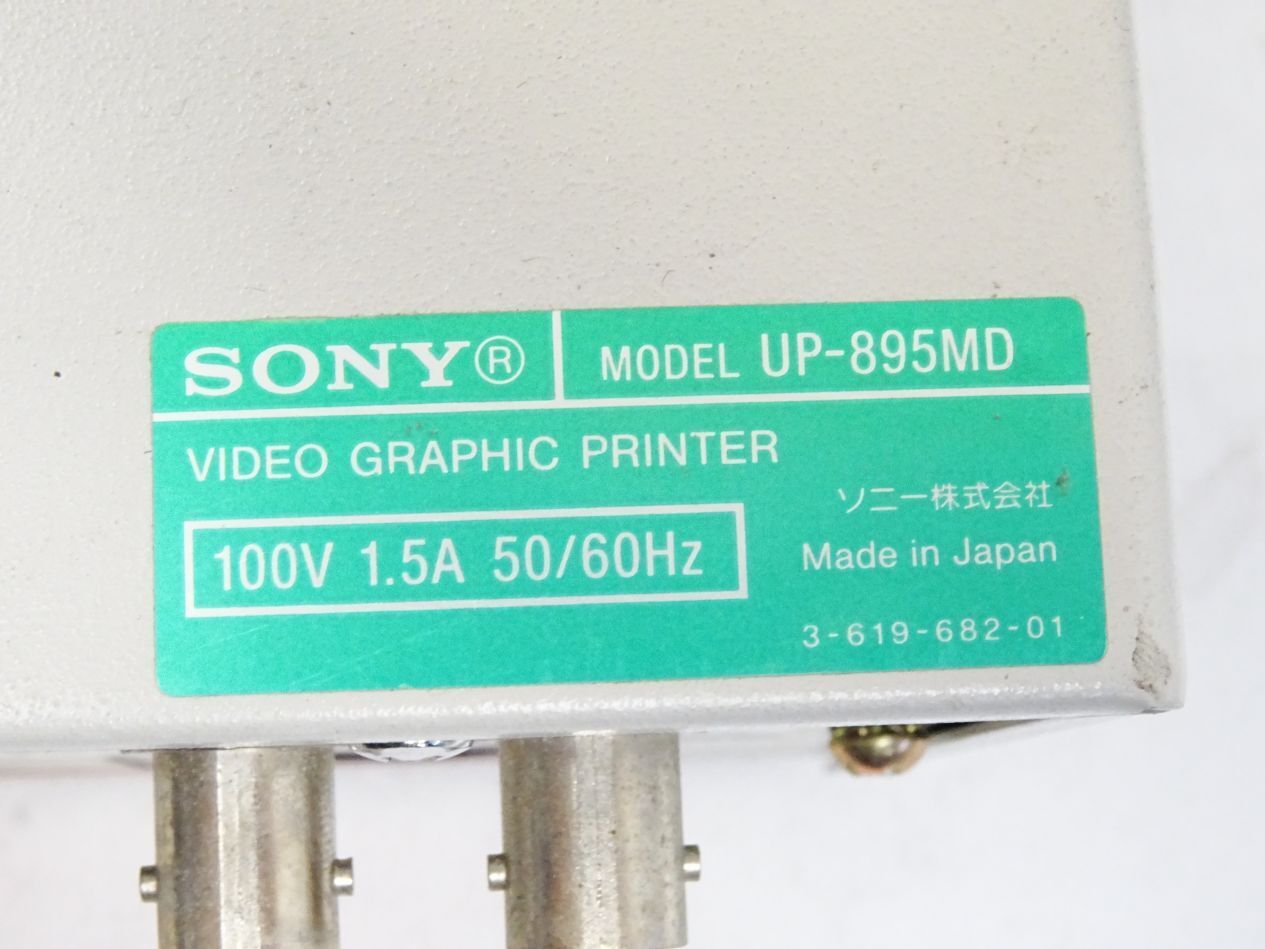 SONY® MODEL UP-895MD
VIDEO GRAPHIC PRINTER
ソニー株式会社
100V 1.5A 50/60Hz
Made in Japan
3-619-682-01